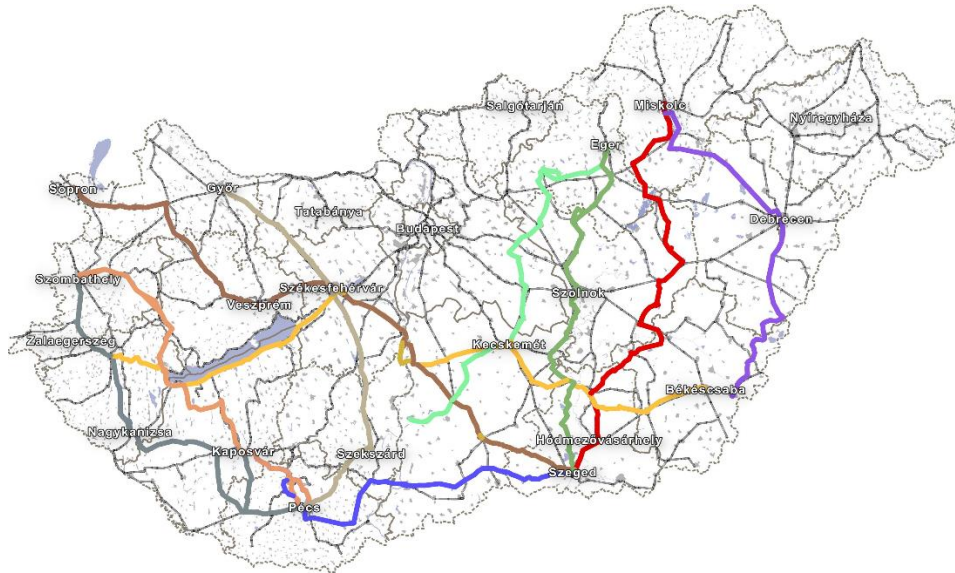 Salgótarján
Miskolc
Nyíregyháza
Eger
Sopron
Győr
Tatabánya
Budapest
Debrecen
Szombathely
Székesfehérvár
Veszprém
Szolnok
Zalaegerszeg
Kecskemét
Békéscsaba
Nagykanizsa
Kaposvár
Szekszárd
Hódmezővásárhely
Szeged
Pécs